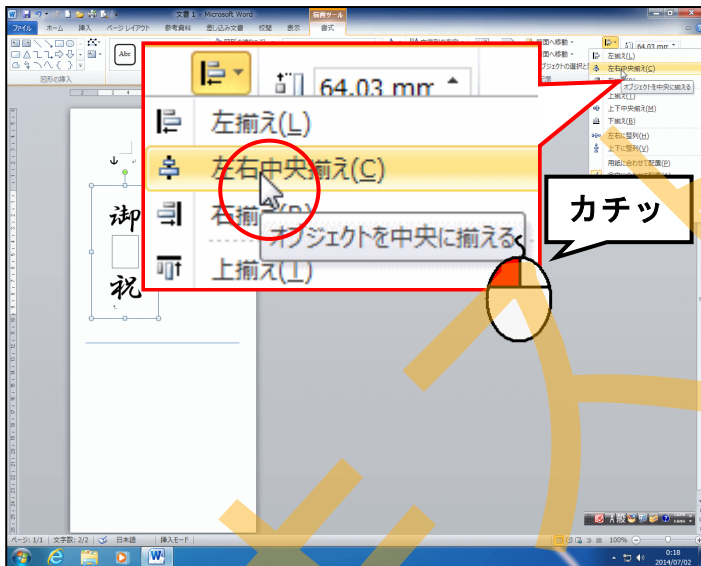 文書 1 - Microsoft Word
描画ツール
ファイル ホーム 挿入 ページ レイアウト 参考資料 差し込み文書 校閲 表示 書式
Abc
図形の挿入
64.03 mm
左揃え(L)
左右中央揃え(C)
オブジェクトを中央に揃える
上揃え(T)
上下中央揃え(M)
下揃え(B)
左右に整列(H)
上下に整列(V)
用紙に合わせて配置(P)
64.03 mm
左揃え(L)
左右中央揃え(C)
オブジェクトを中央に揃える
上揃え(T)
カチッ
御
祝
ページ: 1/1 文字数: 2/2 日本語 挿入モード 100%
0:18
2014/07/02